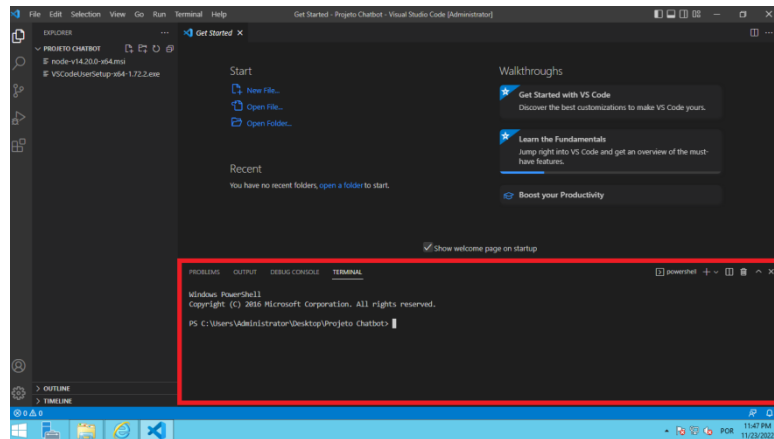 File Edit Selection View Go Run Terminal Help
Get Started - Projeto Chatbot - Visual Studio Code [Administrator]
EXPLORER
PROJETO CHATBOT
node-v14.20.0-x64.msi
VSCodeUserSetup-x64-1.72.2.exe
OUTLINE
TIMELINE
Get Started
Start
New File...
Open File...
Open Folder...
Recent
You have no recent folders, open a folder to start.
Walkthroughs
Get Started with VS Code
Discover the best customizations to make VS Code yours.
Learn the Fundamentals
Jump right into VS Code and get an overview of the must-
have features.
Boost your Productivity
Show welcome page on startup
PROBLEMS OUTPUT DEBUG CONSOLE TERMINAL
powershell
Windows PowerShell
Copyright (C) 2016 Microsoft Corporation. All rights reserved.
PS C:\Users\Administrator\Desktop\Projeto Chatbot>
0 0
POR
11:47 PM
11/23/2022